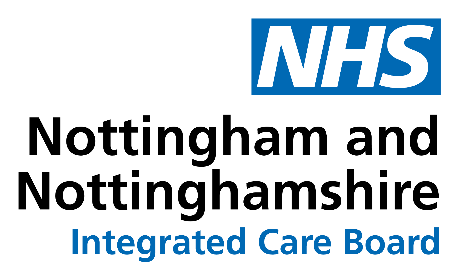 NHS
Nottingham and
Nottinghamshire
Integrated Care Board